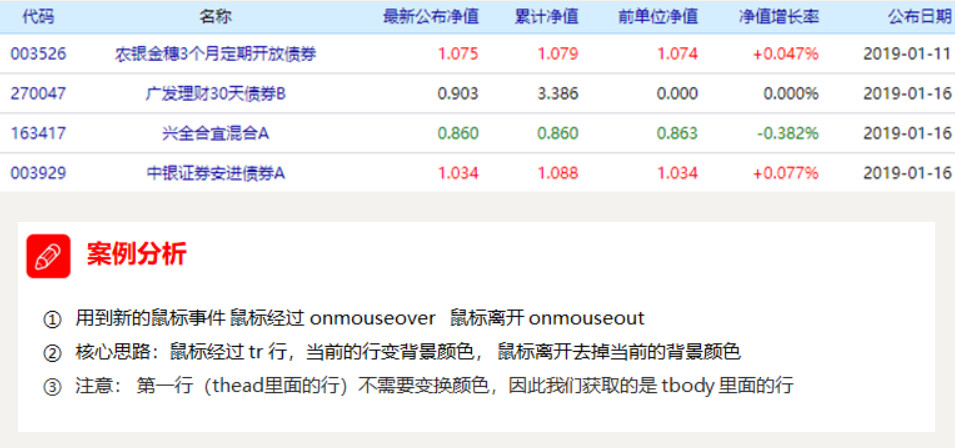 代码 名称 最新公布净值 累计净值 前单位净值 净值增长率 公布日期
003526 农银金穗3个月定期开放债券 1.075 1.079 1.074 +0.047% 2019-01-11
270047 广发理财30天债券B 0.903 3.386 0.000 0.000% 2019-01-16
163417 兴全合宜混合A 0.860 0.860 0.863 -0.382% 2019-01-16
003929 中银证券安进债券A 1.034 1.088 1.034 +0.077% 2019-01-16
案例分析
① 用到新的鼠标事件 鼠标经过 onmouseover 鼠标离开 onmouseout
② 核心思路：鼠标经过 tr 行，当前的行变背景颜色， 鼠标离开去掉当前的背景颜色
③ 注意： 第一行（thead里面的行）不需要变换颜色，因此我们获取的是 tbody 里面的行